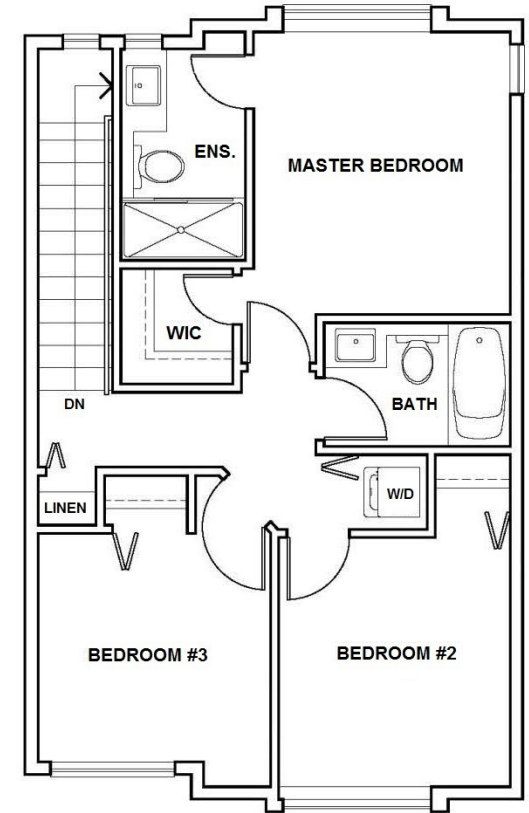 ENS.
MASTER BEDROOM
WIC
DN
BATH
LINEN
W/D
BEDROOM #3
BEDROOM #2